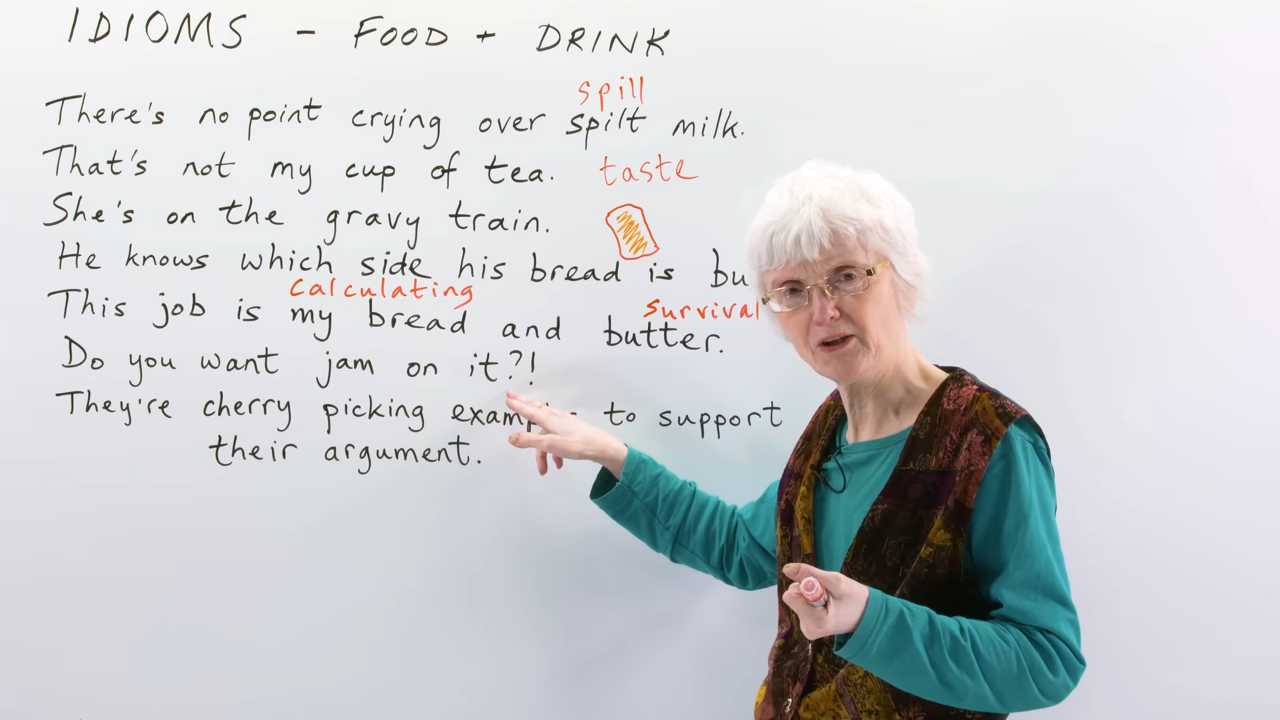 IDIOMS - FOOD + DRINK
spill
There's no point crying over spilt milk.
That's not my cup of tea. taste
She's on the gravy train.
He knows which side his bread is bu
calculating survival
This job is my bread and butter.
Do you want jam on it?!
They're cherry picking to support
their argument.